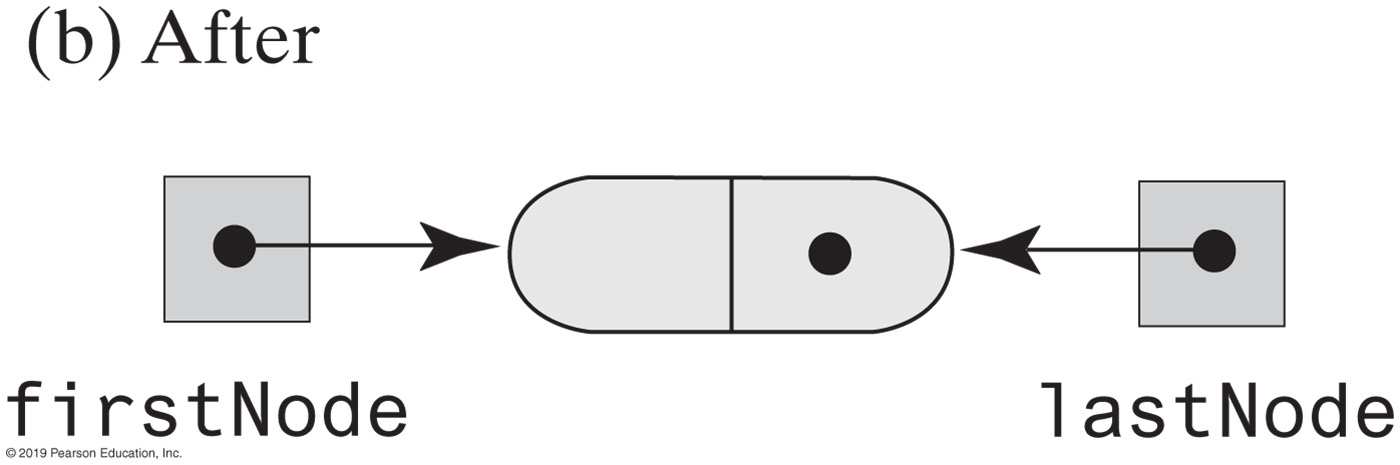 (b) After
firstNode
lastNode
© 2019 Pearson Education, Inc.